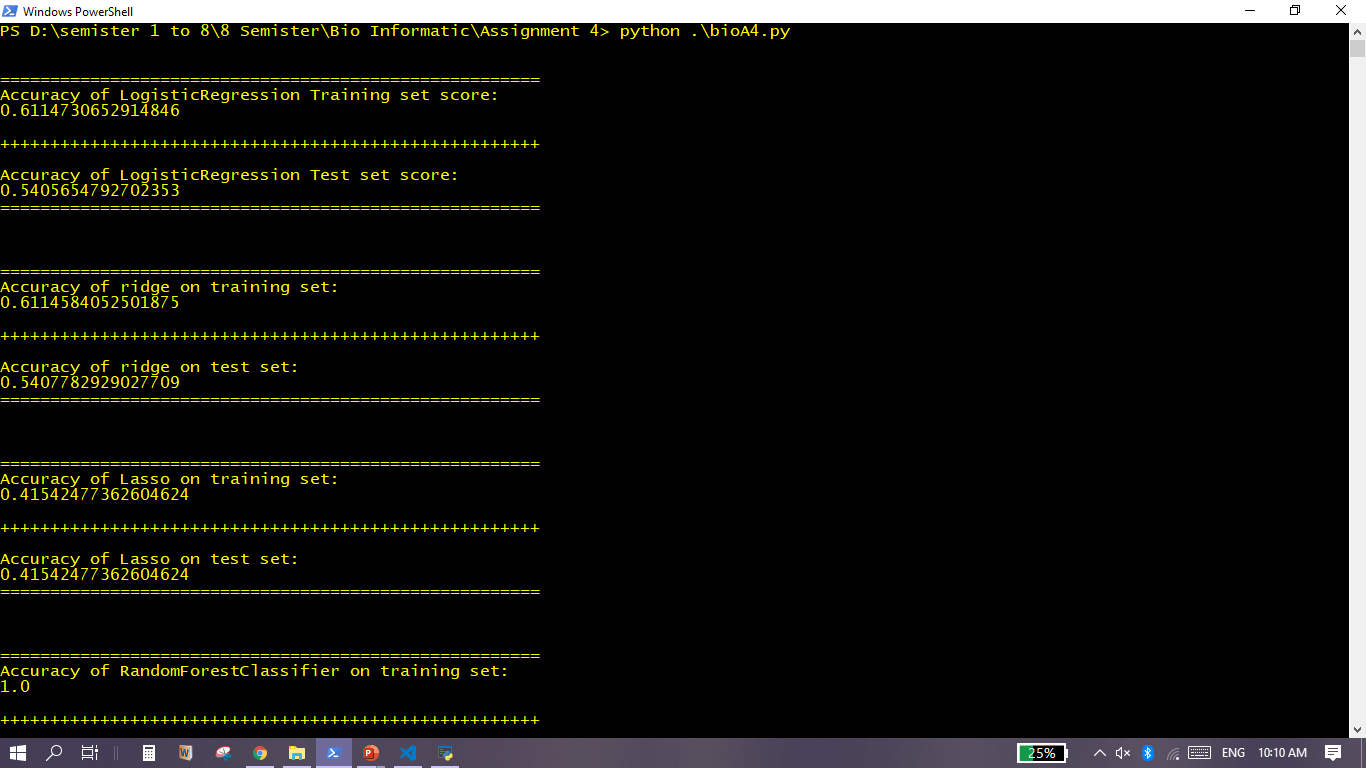 Windows PowerShell
PS D:\semister 1 to 8\8 Semister\Bio Informatic\Assignment 4> python .\bioA4.py
======================================================
Accuracy of LogisticRegression Training set score:
0.6114730652914846
++++++++++++++++++++++++++++++++++++++++++++++++++++++
Accuracy of LogisticRegression Test set score:
0.5405654792702353
======================================================
======================================================
Accuracy of ridge on training set:
0.6114584052501875
++++++++++++++++++++++++++++++++++++++++++++++++++++++
Accuracy of ridge on test set:
0.5407782929027709
======================================================
======================================================
Accuracy of Lasso on training set:
0.41542477362604624
++++++++++++++++++++++++++++++++++++++++++++++++++++++
Accuracy of Lasso on test set:
0.41542477362604624
======================================================
======================================================
Accuracy of RandomForestClassifier on training set:
1.0
++++++++++++++++++++++++++++++++++++++++++++++++++++++
25% ENG 10:10 AM